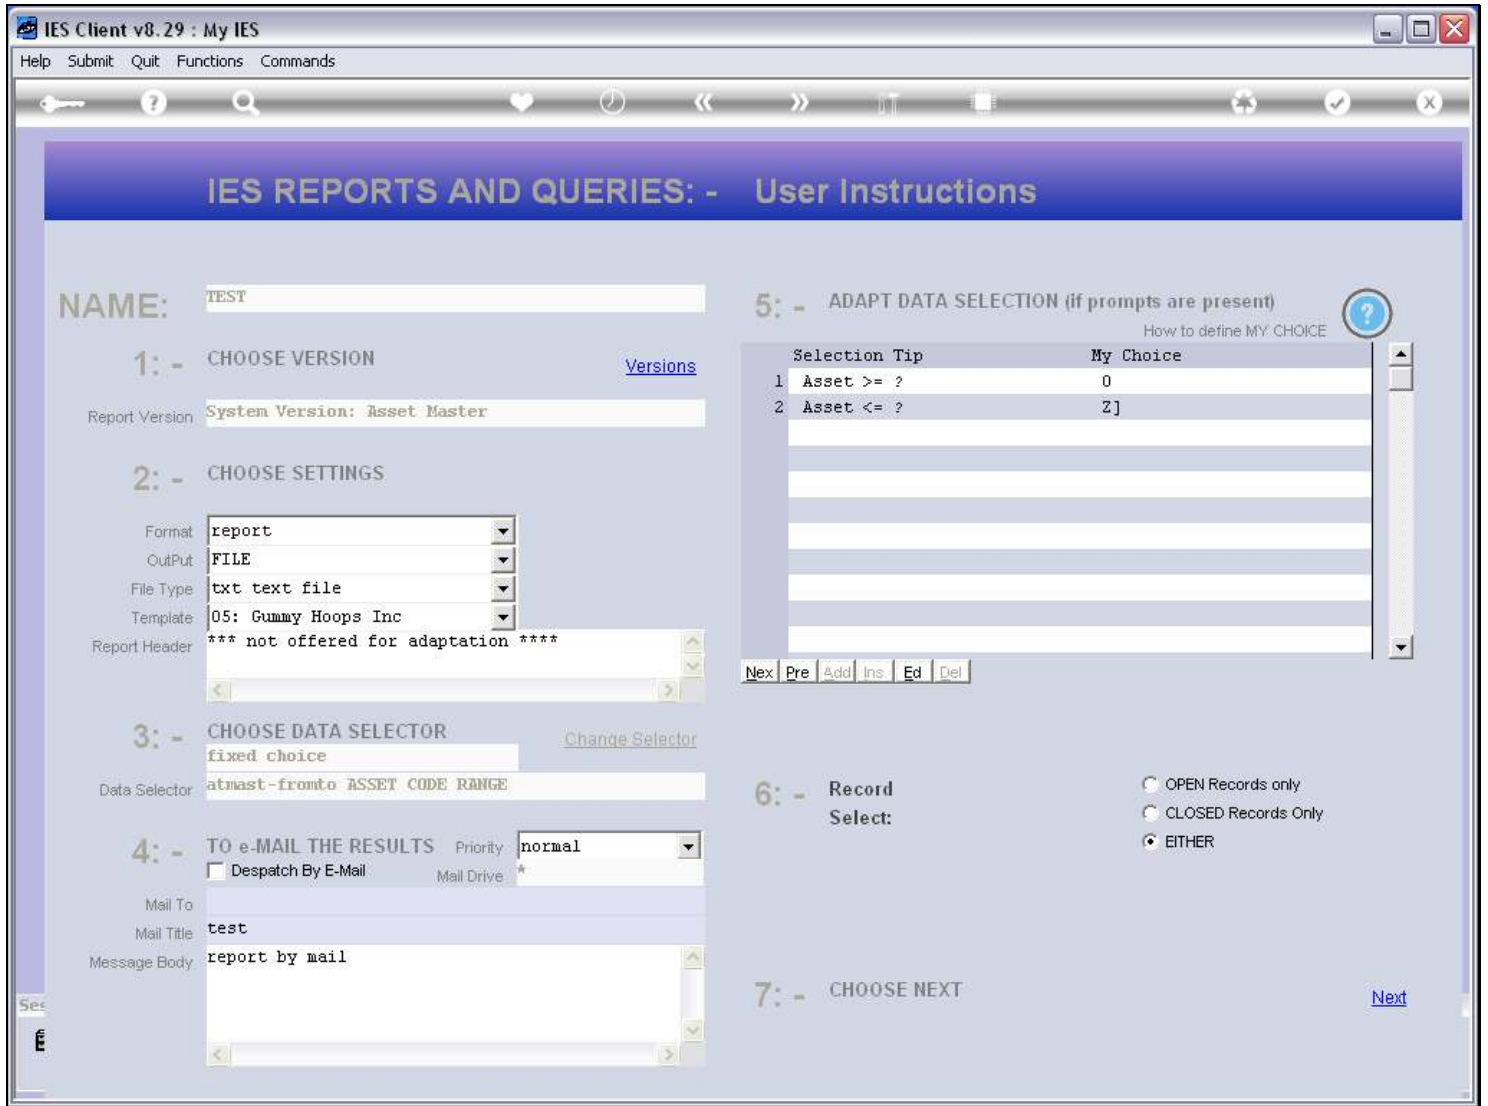 IES Client v8.29 : My IES
Help Submit Quit Functions Commands
IES REPORTS AND QUERIES: - User Instructions
NAME: TEST
1: - CHOOSE VERSION
Versions
Report Version System Version: Asset Master
2: - CHOOSE SETTINGS
Format report
OutPut FILE
File Type txt text file
Template 05: Gummy Hoops Inc
Report Header *** not offered for adaptation ****
3: - CHOOSE DATA SELECTOR
Change Selector
fixed choice
Data Selector atmast-fromto ASSET CODE RANGE
4: - TO e-MAIL THE RESULTS Priority normal
Despatch By E-Mail Mail Drive *
Mail To
Mail Title test
Message Body report by mail
5: - ADAPT DATA SELECTION (if prompts are present)
How to define MY CHOICE
?
Selection Tip My Choice
1 Asset >= ? 0
2 Asset <= ? Z]
Nex Pre Add Ins Ed Del
6: - Record
Select:
OPEN Records only
CLOSED Records Only
EITHER
7: - CHOOSE NEXT
Next
Ses